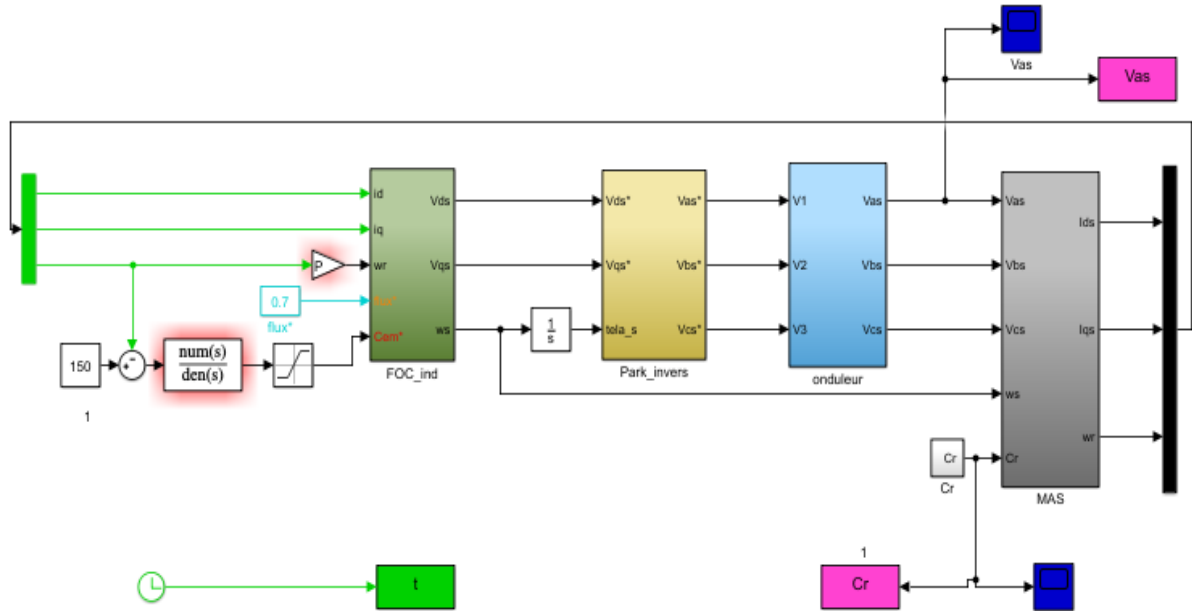 Vas
Vas
id
iq
P
wr
0.7
flux*
flux*
150
num(s)
den(s)
1
Com*
Vds
Vqs
ws
FOC_ind
1
s
Vds*
Vqs*
tela_s
Vas*
Vbs*
Vcs*
Park_invers
V1
V2
V3
Vas
Vbs
Vcs
onduleur
Vas
Vbs
Vcs
ws
Cr
Ids
Iqs
wr
MAS
Cr
Cr
t
1
Cr